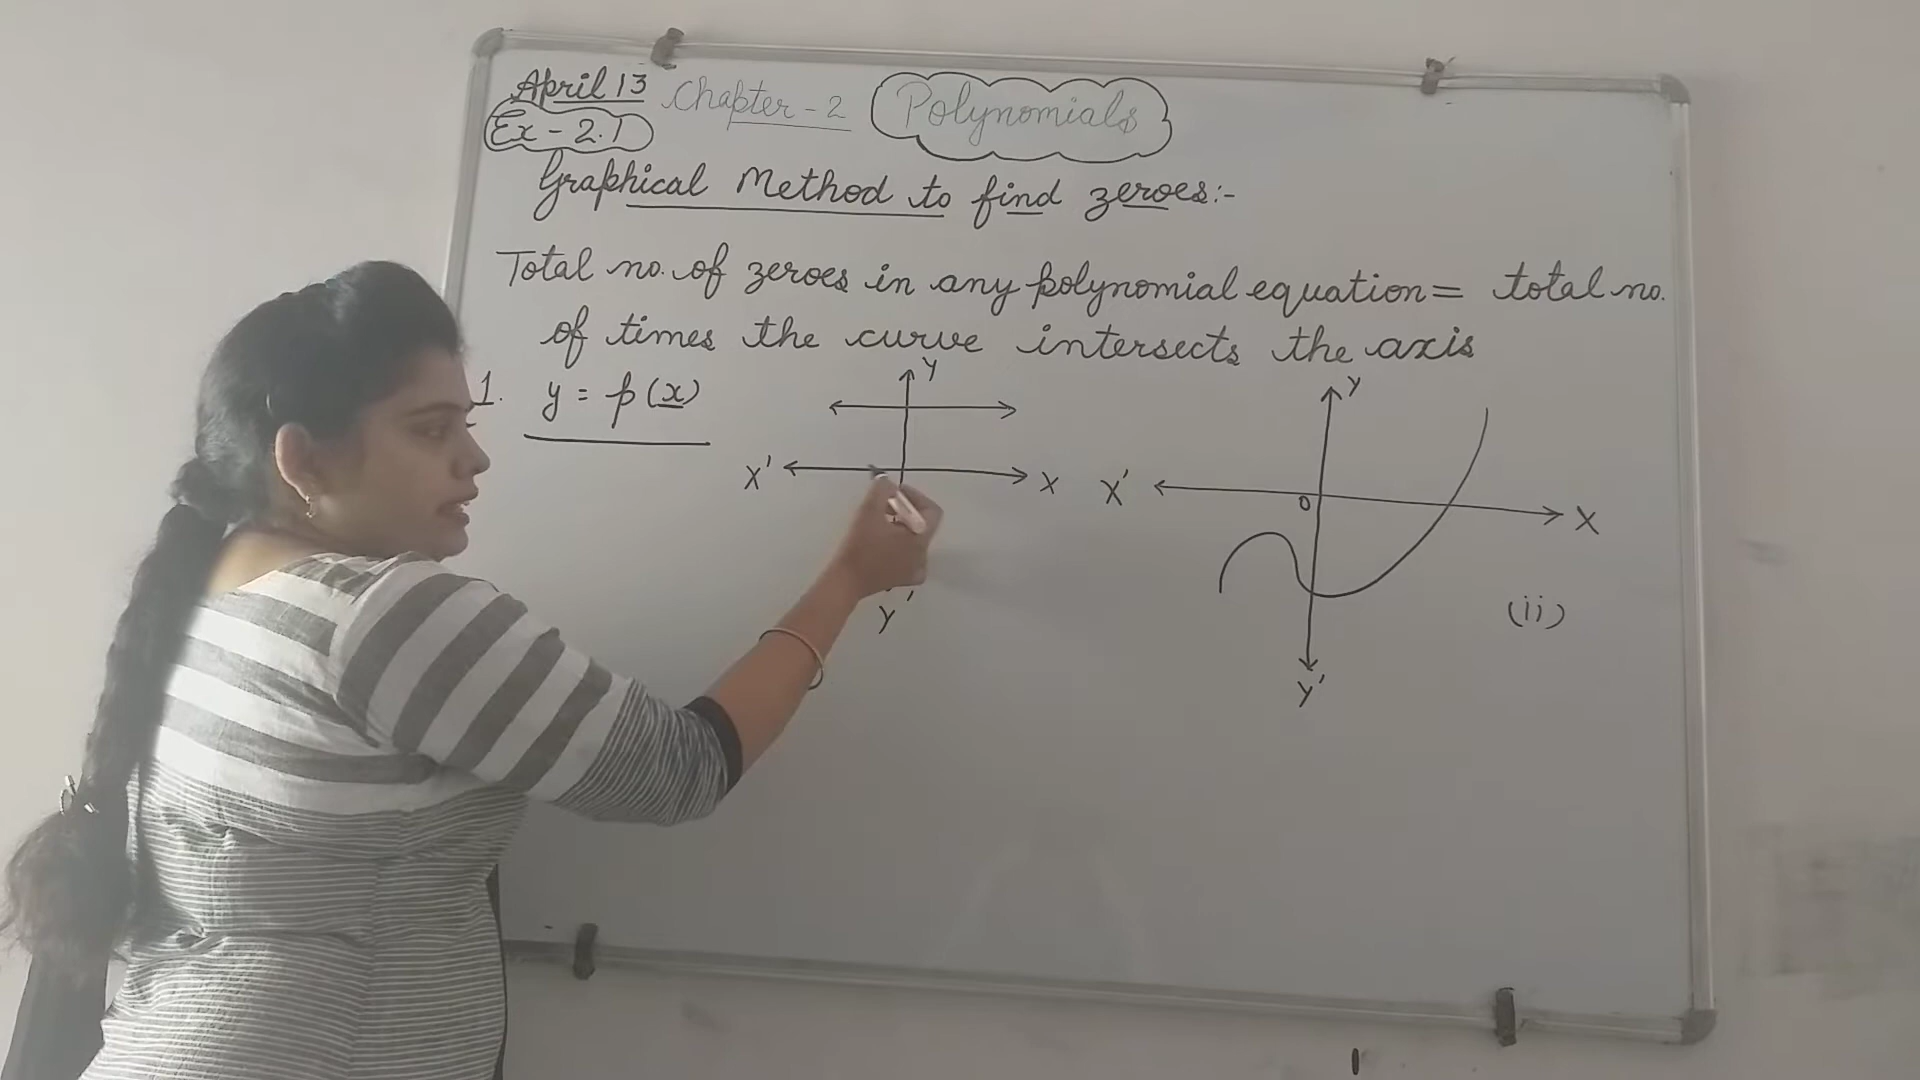 April 13 Chapter - 2 Polynomials
Ex - 2.1
Graphical Method to find zeroes:-
Total no. of zeroes in any polynomial equation = total no.
of times the curve intersects the axis
1. y = p(x)
Y
X' X
Y'
Y
X' O X
Y'
(ii)